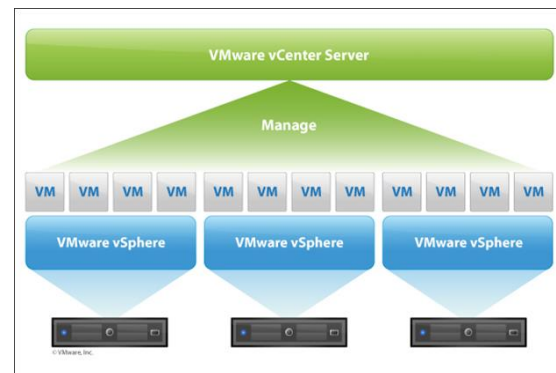 VMware vCenter Server
Manage
VM VM VM VM VM VM VM VM VM VM VM VM
VMware vSphere VMware vSphere VMware vSphere
© VMware, Inc.